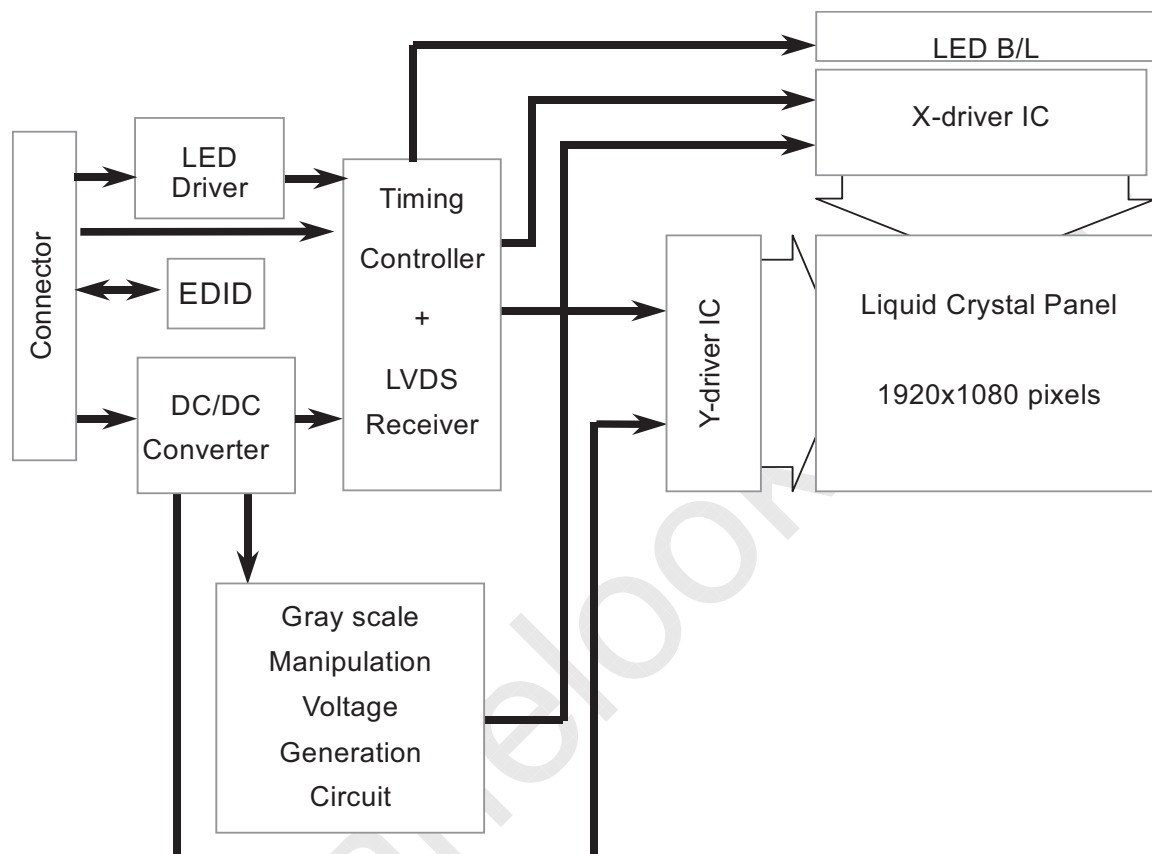 LED B/L
X-driver IC
LED
Driver
Timing
Controller
+
LVDS
Receiver
Connector
EDID
DC/DC
Converter
Y-driver IC
Liquid Crystal Panel
1920x1080 pixels
Gray scale
Manipulation
Voltage
Generation
Circuit